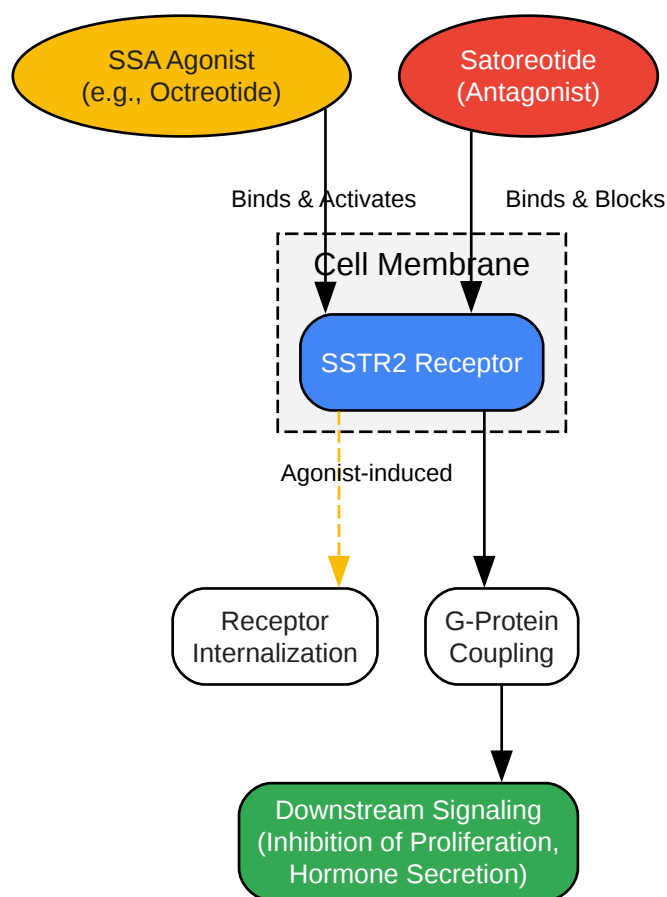 SSA Agonist
(e.g., Octreotide)
Satoreotide
(Antagonist)
Binds & Activates
Binds & Blocks
Cell Membrane
SSTR2 Receptor
Agonist-induced
Receptor
Internalization
G-Protein
Coupling
Downstream Signaling
(Inhibition of Proliferation,
Hormone Secretion)